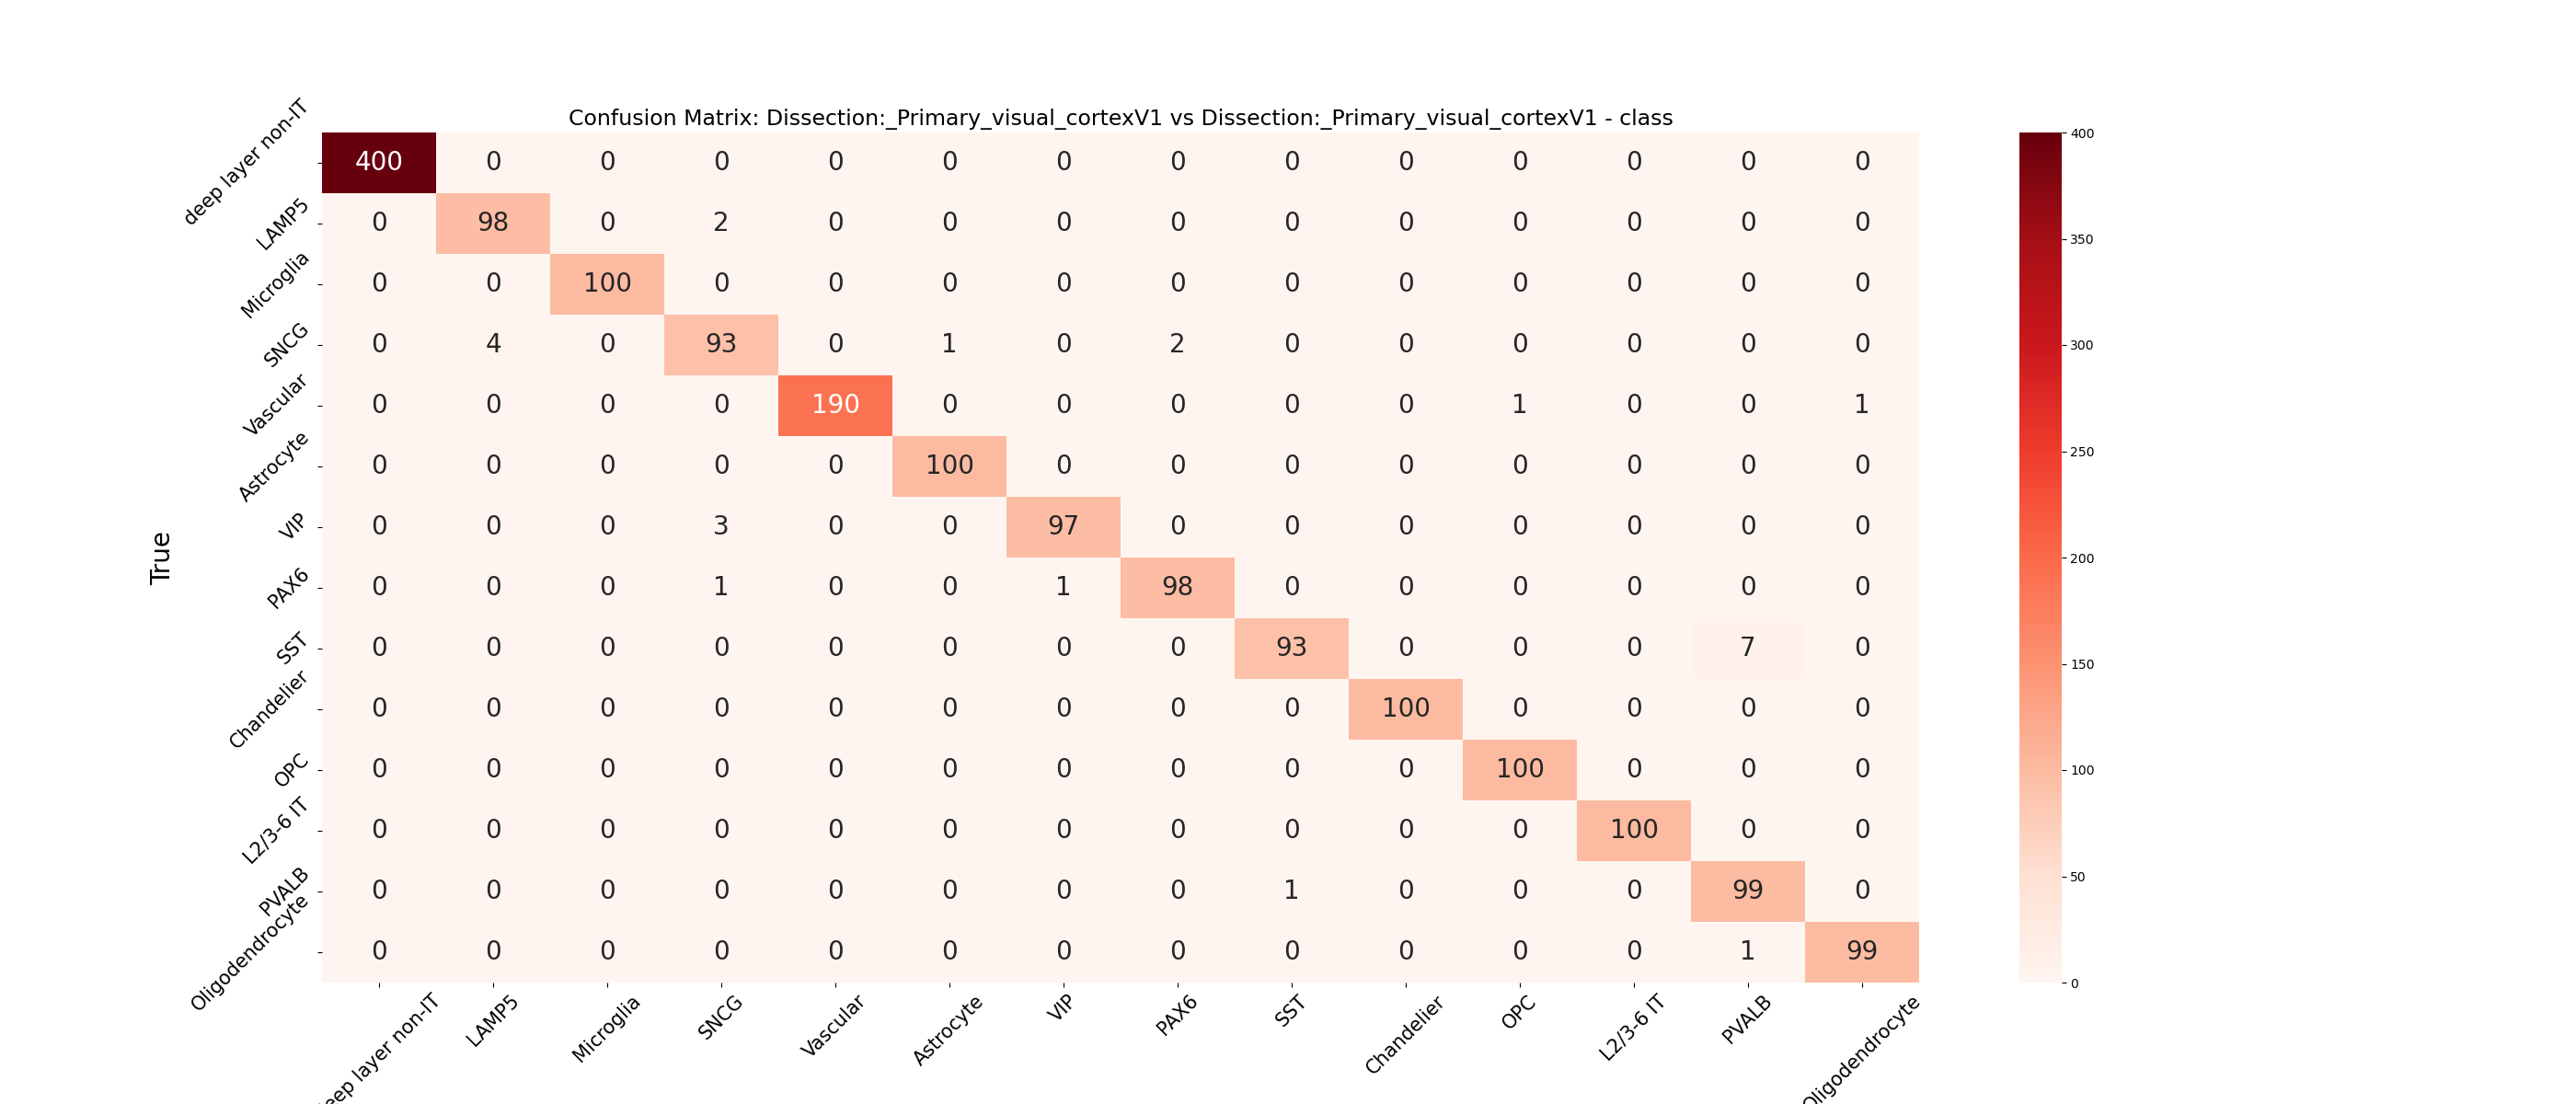 Confusion Matrix: Dissection:_Primary_visual_cortexV1 vs Dissection:_Primary_visual_cortexV1 - class
deep layer non-IT 400 0 0 0 0 0 0 0 0 0 0 0 0 0
LAMP5 0 98 0 2 0 0 0 0 0 0 0 0 0 0
Microglia 0 0 100 0 0 0 0 0 0 0 0 0 0 0
SNCG 0 4 0 93 0 1 0 2 0 0 0 0 0 0
Vascular 0 0 0 0 190 0 0 0 0 0 1 0 0 1
Astrocyte 0 0 0 0 0 100 0 0 0 0 0 0 0 0
VIP 0 0 0 3 0 0 97 0 0 0 0 0 0 0
PAX6 0 0 0 1 0 0 1 98 0 0 0 0 0 0
SST 0 0 0 0 0 0 0 0 93 0 0 0 7 0
Chandelier 0 0 0 0 0 0 0 0 0 100 0 0 0 0
OPC 0 0 0 0 0 0 0 0 0 0 100 0 0 0
L2/3-6 IT 0 0 0 0 0 0 0 0 0 0 0 100 0 0
PVALB 0 0 0 0 0 0 0 0 1 0 0 0 99 0
Oligodendrocyte 0 0 0 0 0 0 0 0 0 0 0 0 1 99
True
eep layer non-IT LAMP5 Microglia SNCG Vascular Astrocyte VIP PAX6 SST Chandelier OPC L2/3-6 IT PVALB Oligodendrocyte
400
350
300
250
200
150
100
50
0